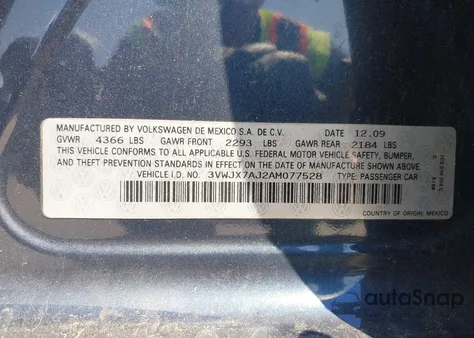 MANUFACTURED BY VOLKSWAGEN DE MEXICO S.A. DE C.V. DATE 12.09
GVWR 4366 LBS GAWR FRONT 2293 LBS GAWR REAR 2184 LBS
THIS VEHICLE CONFORMS TO ALL APPLICABLE U.S. FEDERAL MOTOR VEHICLE SAFETY, BUMPER,
AND THEFT PREVENTION STANDARDS IN EFFECT ON THE DATE OF MANUFACTURE SHOWN ABOVE.
VEHICLE I.D. NO. 3VWJX7AJ2AM077528 TYPE: PASSENGER CAR
COUNTRY OF ORIGIN: MEXICO
autoSnap